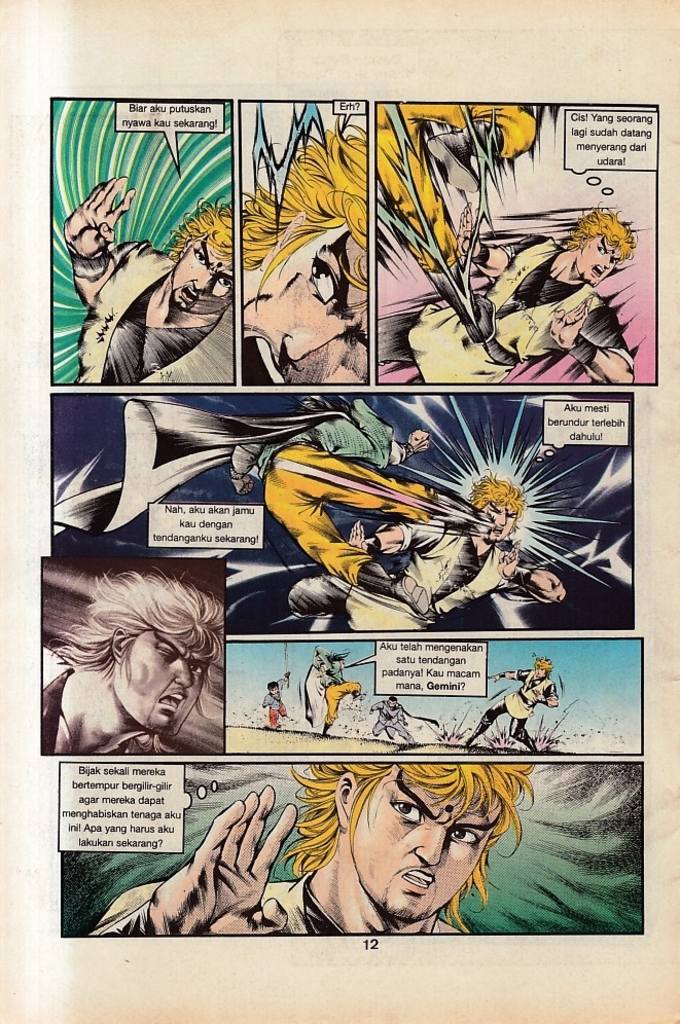 Biar aku putuskan
nyawa kau sekarang!
Erh?
Cis! Yang seorang
lagi sudah datang
menyerang dari
udara!
Aku mesti
berundur terlebih
dahulu!
Nah, aku akan jamu
kau dengan
tendanganku sekarang!
Aku telah mengenakan
satu tendangan
padanya! Kau macam
mana, Gemini?
Bijak sekali mereka
bertempur bergilir-gilir
agar mereka dapat
menghabiskan tenaga aku
ini! Apa yang harus aku
lakukan sekarang?
12